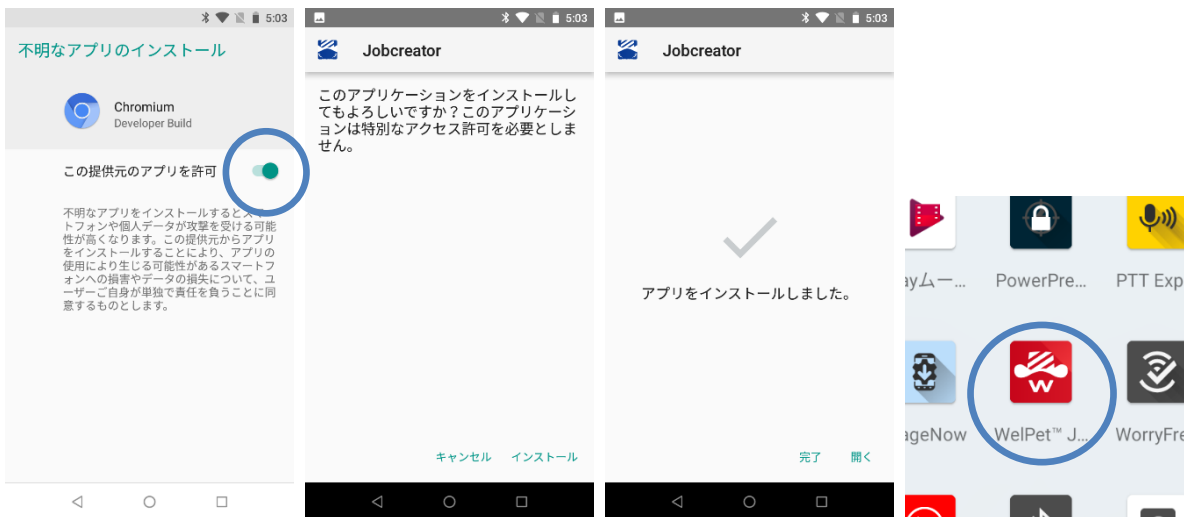 5:03
不明なアプリのインストール
Chromium
Developer Build
この提供元のアプリを許可
不明なアプリをインストールするとスマー
トフォンや個人データが攻撃を受ける可能
性が高くなります。この提供元からアプリ
をインストールすることにより、アプリの
使用により生じる可能性があるスマートフ
ォンへの損害やデータの損失について、ユ
ーザーご自身が単独で責任を負うことに同
意するものとします。
5:03
Jobcreator
このアプリケーションをインストールし
てもよろしいですか？このアプリケーシ
ョンは特別なアクセス許可を必要としま
せん。
キャンセル インストール
5:03
Jobcreator
アプリをインストールしました。
完了 開く
ayムー... PowerPre... PTT Exp
W
ageNow WelPet™ J... WorryFre